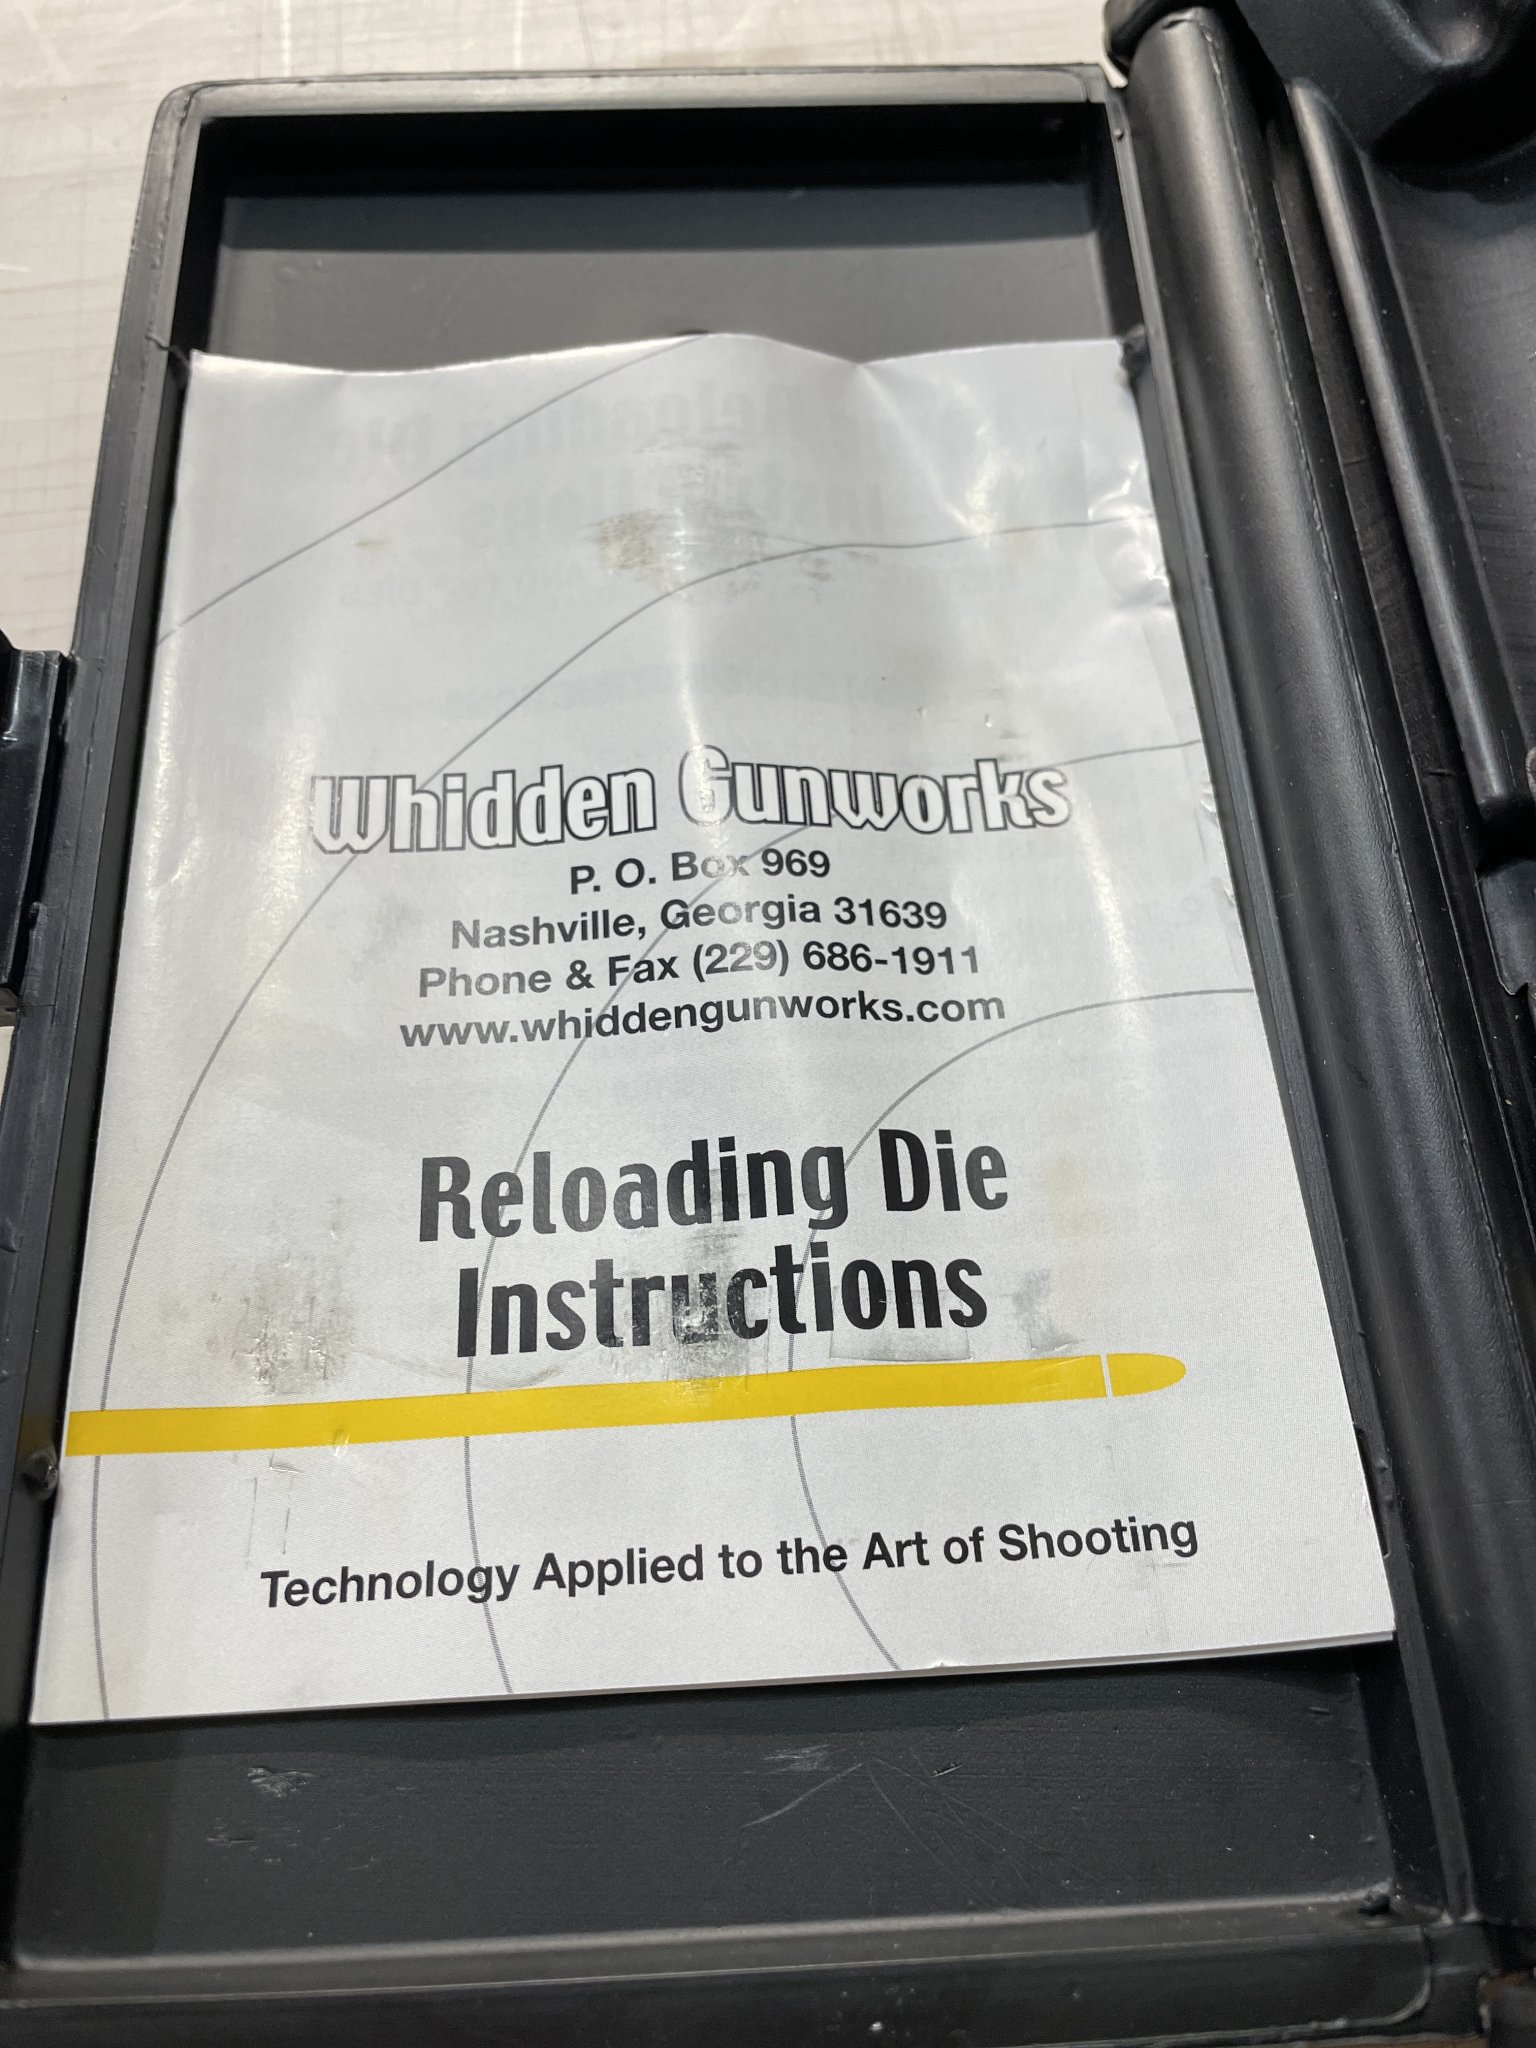 Whidden Gunworks
P. O. Box 969
Nashville, Georgia 31639
Phone & Fax (229) 686-1911
www.whiddengunworks.com
Reloading Die
Instructions
Technology Applied to the Art of Shooting